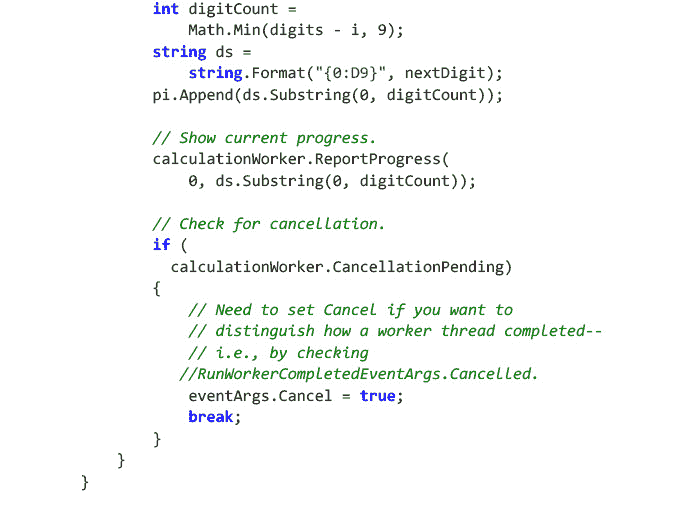 int digitCount =
Math.Min(digits - i, 9);
string ds =
string.Format("{0:D9}", nextDigit);
pi.Append(ds.Substring(0, digitCount));
// Show current progress.
calculationWorker.ReportProgress(
0, ds.Substring(0, digitCount));
// Check for cancellation.
if (
calculationWorker.CancellationPending)
{
// Need to set Cancel if you want to
// distinguish how a worker thread completed--
// i.e., by checking
//RunWorkerCompletedEventArgs.Cancelled.
eventArgs.Cancel = true;
break;
}
}
}